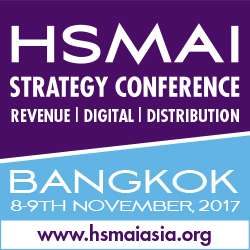 HSMAI
STRATEGY CONFERENCE
REVENUE | DIGITAL | DISTRIBUTION
BANGKOK
8-9TH NOVEMBER, 2017
www.hsmaiasia.org